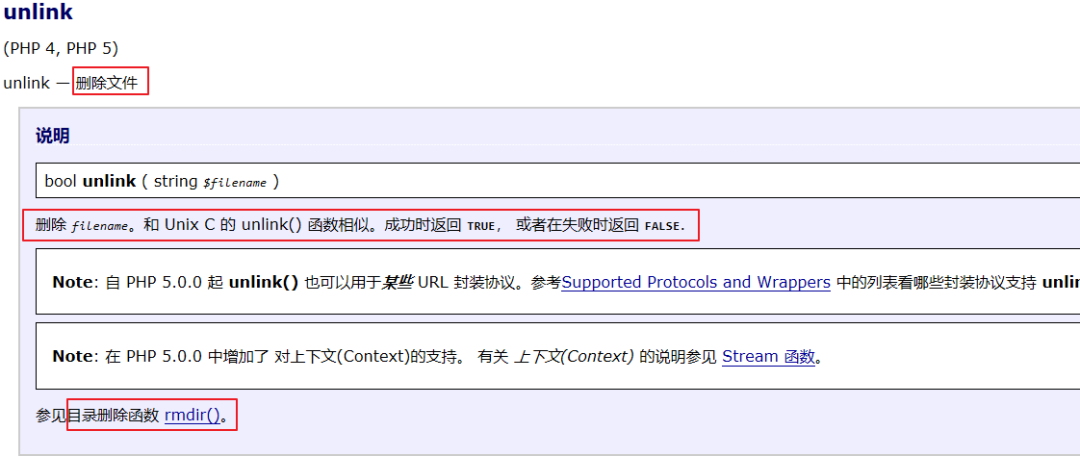 unlink
(PHP 4, PHP 5)
unlink — 删除文件
说明
bool unlink ( string $filename )
删除 filename。和 Unix C 的 unlink() 函数相似。成功时返回 TRUE， 或者在失败时返回 FALSE.
Note: 自 PHP 5.0.0 起 unlink() 也可以用于某些 URL 封装协议。参考Supported Protocols and Wrappers 中的列表看哪些封装协议支持
Note: 在 PHP 5.0.0 中增加了 对上下文(Context)的支持。 有关 上下文(Context) 的说明参见 Stream 函数。
参见目录删除函数 rmdir()。